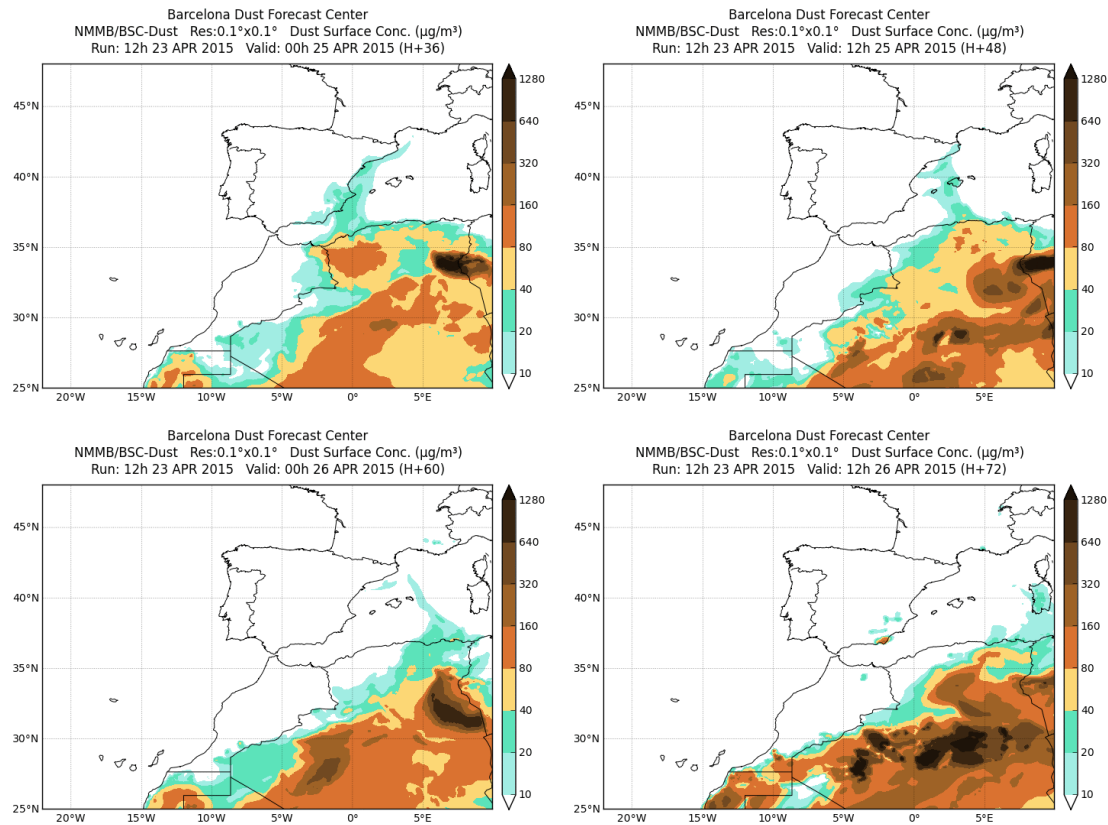 Barcelona Dust Forecast Center
NMMB/BSC-Dust   Res:0.1°x0.1°   Dust Surface Conc. (µg/m³)
Run: 12h 23 APR 2015   Valid: 00h 25 APR 2015 (H+36)
45°N
40°N
35°N
30°N
25°N
20°W 15°W 10°W 5°W 0° 5°E
1280
640
320
160
80
40
20
10
Barcelona Dust Forecast Center
NMMB/BSC-Dust   Res:0.1°x0.1°   Dust Surface Conc. (µg/m³)
Run: 12h 23 APR 2015   Valid: 12h 25 APR 2015 (H+48)
45°N
40°N
35°N
30°N
25°N
20°W 15°W 10°W 5°W 0° 5°E
1280
640
320
160
80
40
20
10
Barcelona Dust Forecast Center
NMMB/BSC-Dust   Res:0.1°x0.1°   Dust Surface Conc. (µg/m³)
Run: 12h 23 APR 2015   Valid: 00h 26 APR 2015 (H+60)
45°N
40°N
35°N
30°N
25°N
20°W 15°W 10°W 5°W 0° 5°E
1280
640
320
160
80
40
20
10
Barcelona Dust Forecast Center
NMMB/BSC-Dust   Res:0.1°x0.1°   Dust Surface Conc. (µg/m³)
Run: 12h 23 APR 2015   Valid: 12h 26 APR 2015 (H+72)
45°N
40°N
35°N
30°N
25°N
20°W 15°W 10°W 5°W 0° 5°E
1280
640
320
160
80
40
20
10